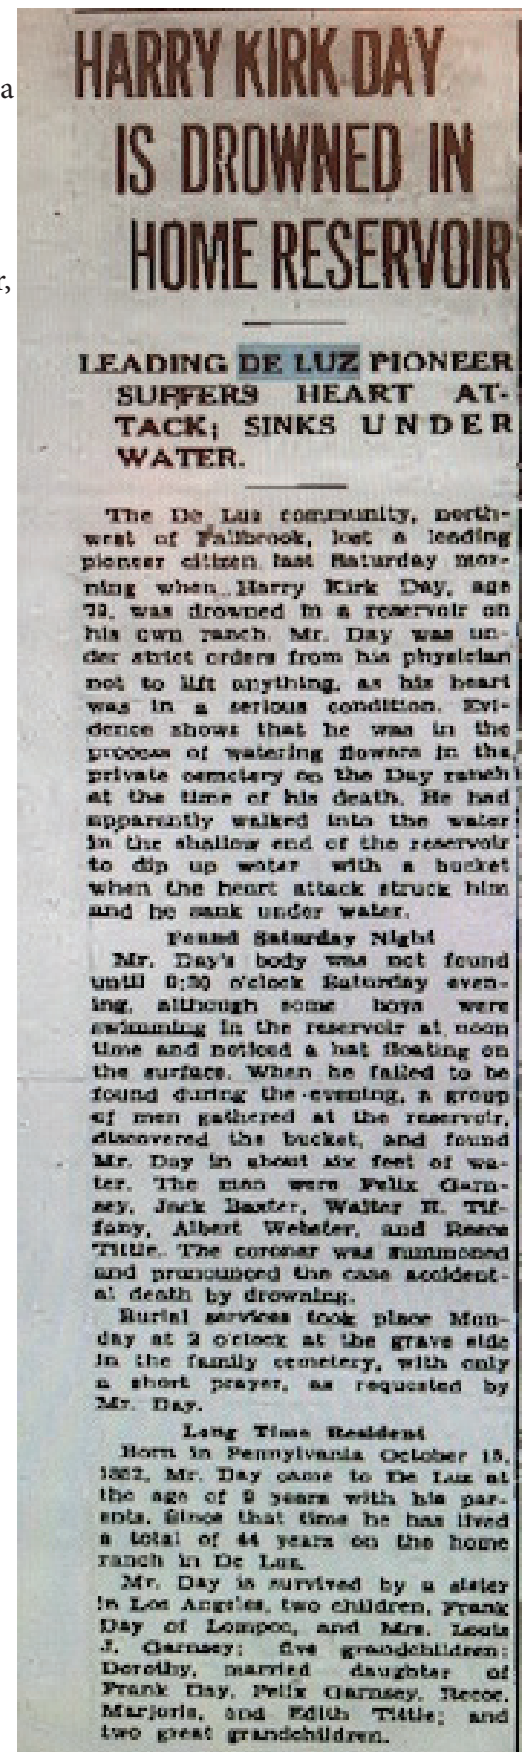 a
r,
HARRY KIRK DAY
IS DROWNED IN
HOME RESERVOIR
LEADING DE LUZ PIONEER
SUFFERS HEART AT-
TACK; SINKS UNDER
WATER.
The De Luz community, north-
west of Fallbrook, lost a leading
pioneer citizen last Saturday mor-
ning when Harry Kirk Day, age
was drowned in a reservoir on
his own ranch. Mr. Day was un-
der strict orders from his physician
not to lift anything, as his heart
was in a serious condition. Evi-
dence shows that he was in the
process of watering flowers in the
private cemetery on the Day ranch
at the time of his death. He had
apparently walked into the water
in the shallow end of the reservoir
to dip up water with a bucket
when the heart attack struck him
and he sank under water.
Found Saturday Night
Mr. Day's body was not found
until o'clock Saturday even-
ing, although some boys were
swimming in the reservoir at noon
time and noticed a hat floating on
the surface. When he failed to be
found during the evening, a group
of men gathered at the reservoir,
discovered the bucket, and found
Mr. Day in about six feet of wa-
ter. The men were Felix Garn-
sey, Jack Baxter, Walter H. Tif-
fany, Albert Webster, and Reece
Tittle. The coroner was summoned
and pronounced the case accident-
al death by drowning.
Burial services took place Mon-
day at 2 o'clock at the grave side
in the family cemetery, with only
a short prayer, as requested by
Mr. Day.
Long Time Resident
Born in Pennylvania October 15,
1862, Mr. Day came to De Luz at
the age of 9 years with his par-
ents. Since that time he has lived
a total of 44 years on the home
ranch in De Luz.
Mr. Day is survived by a sister
in Los Angeles, two children, Frank
Day of Lompoc, and Mrs. Louis
J. Garnsey; five grandchildren:
Dorothy, married daughter of
Frank Day, Felix Garnsey, Reece,
Marjorie, and Edith Tittle; and
two great grandchildren.